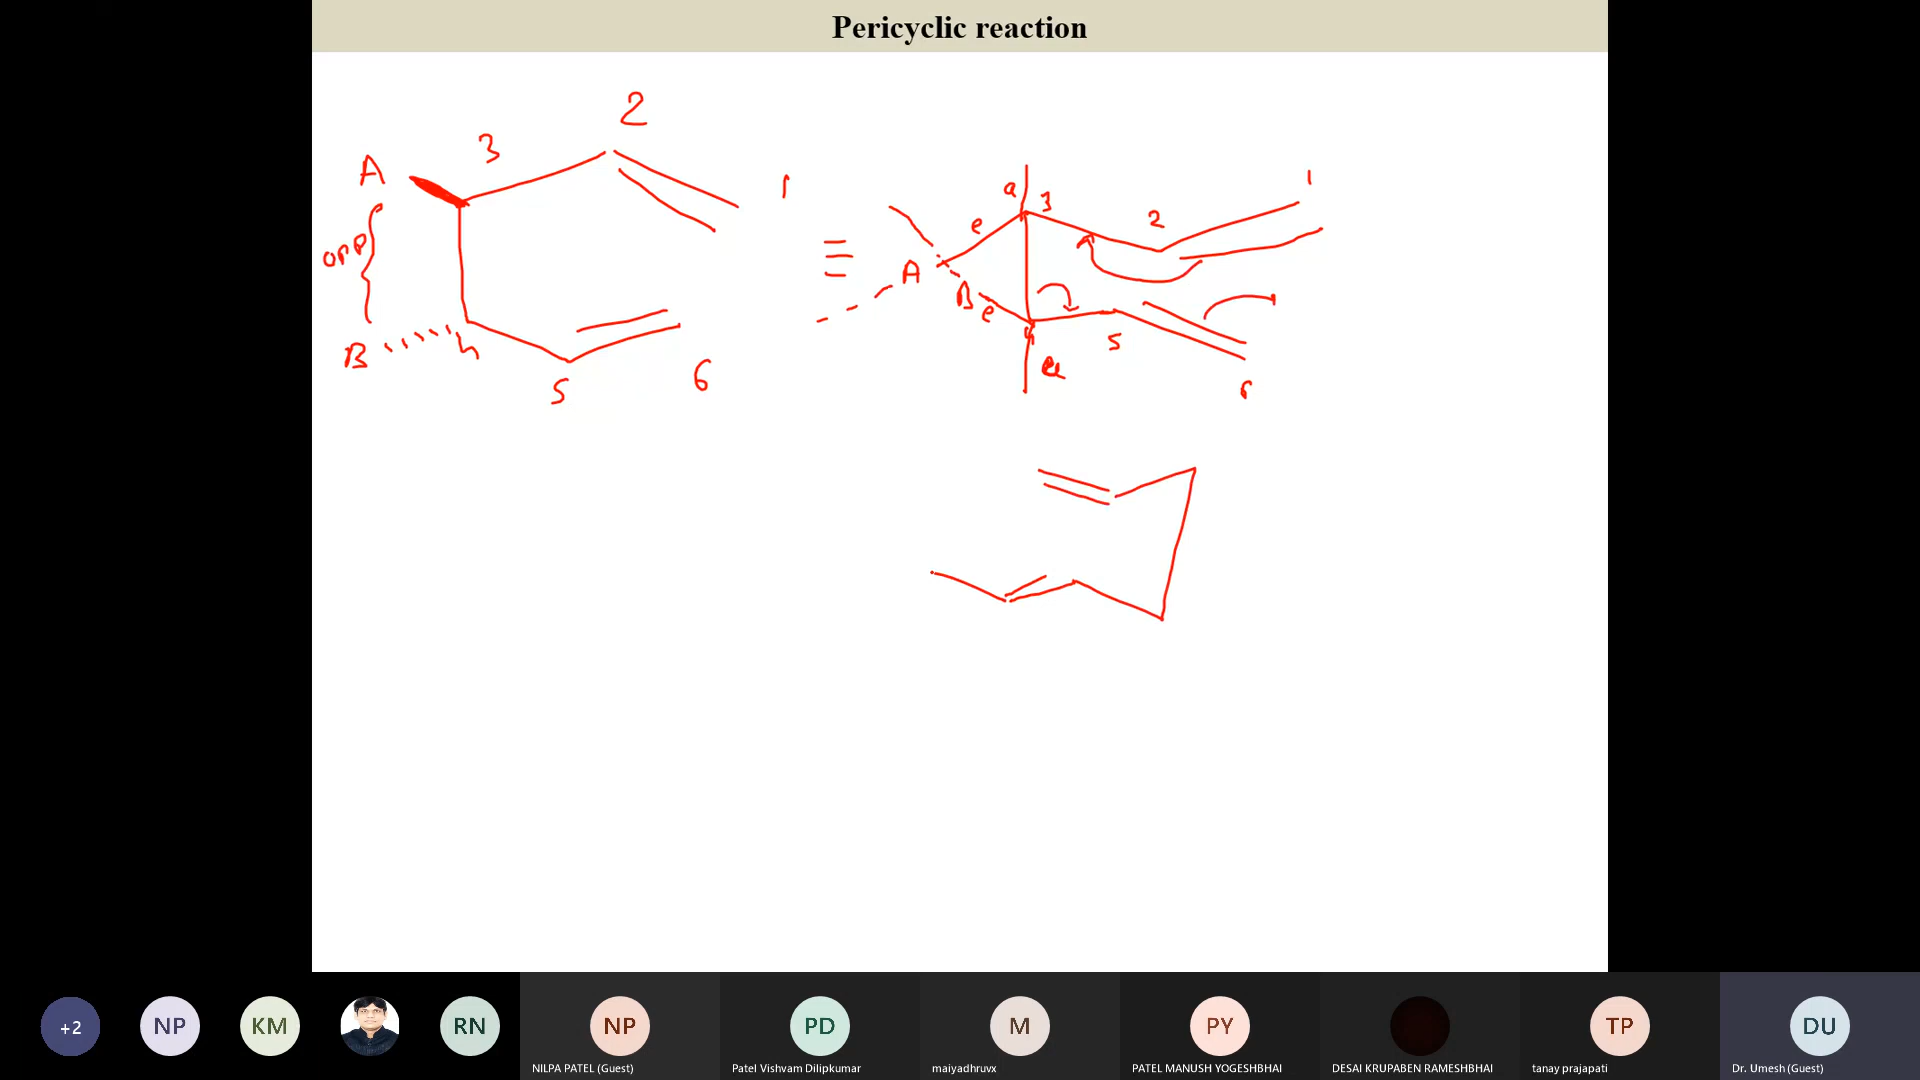 Pericyclic reaction
2
3
A
1
opp
B
4
5
6
a
3
e
2
1
A
B
e
4
5
a
6
+2
NP
KM
RN
NP
PD
M
PY
TP
DU
NILPA PATEL (Guest)
Patel Vishvam Dilipkumar
maiyadhruvx
PATEL MANUSH YOGESHBHAI
DESAI KRUPABEN RAMESHBHAI
tanay prajapati
Dr. Umesh (Guest)